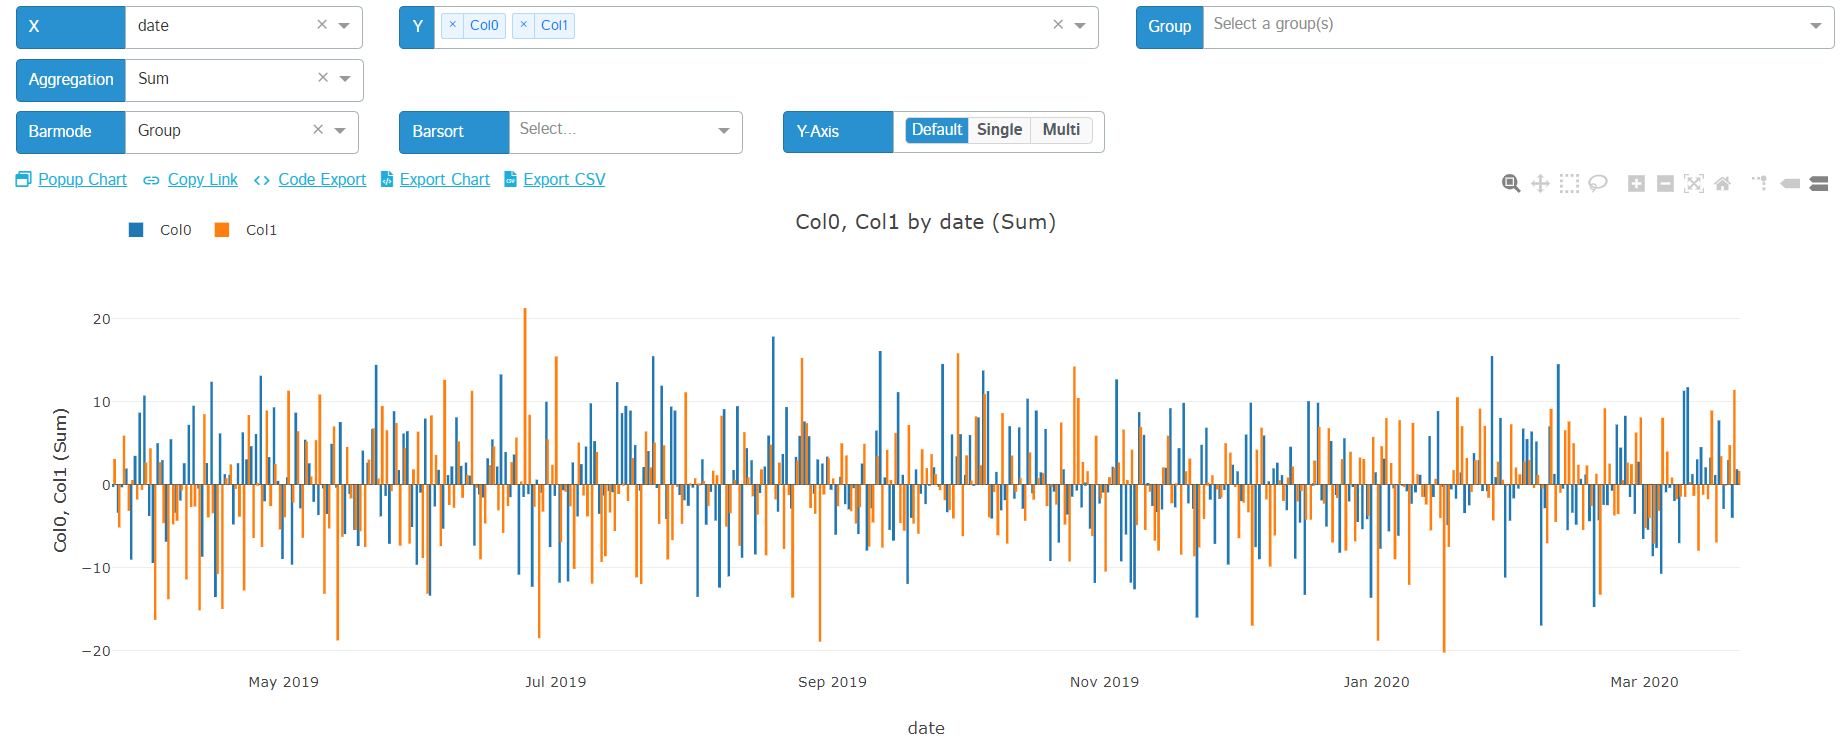 X date × Y × Col0 × Col1 × Group Select a group(s)
Aggregation Sum ×
Barmode Group × Barsort Select... Y-Axis Default Single Multi
Popup Chart Copy Link Code Export Export Chart Export CSV
Col0 Col1 Col0, Col1 by date (Sum)
20
10
0
−10
−20
Col0, Col1 (Sum)
May 2019 Jul 2019 Sep 2019 Nov 2019 Jan 2020 Mar 2020
date